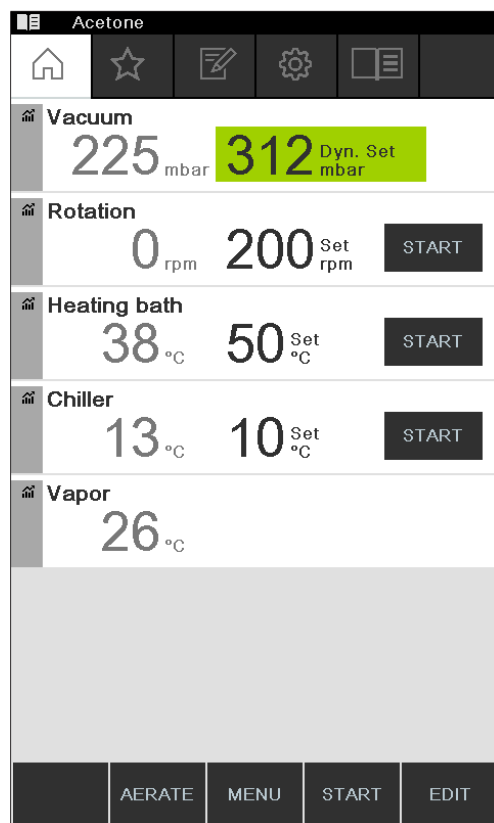 Acetone
Vacuum
225 mbar 312 Dyn. Set mbar
Rotation
0 rpm 200 Set rpm START
Heating bath
38 °C 50 Set °C START
Chiller
13 °C 10 Set °C START
Vapor
26 °C
AERATE MENU START EDIT